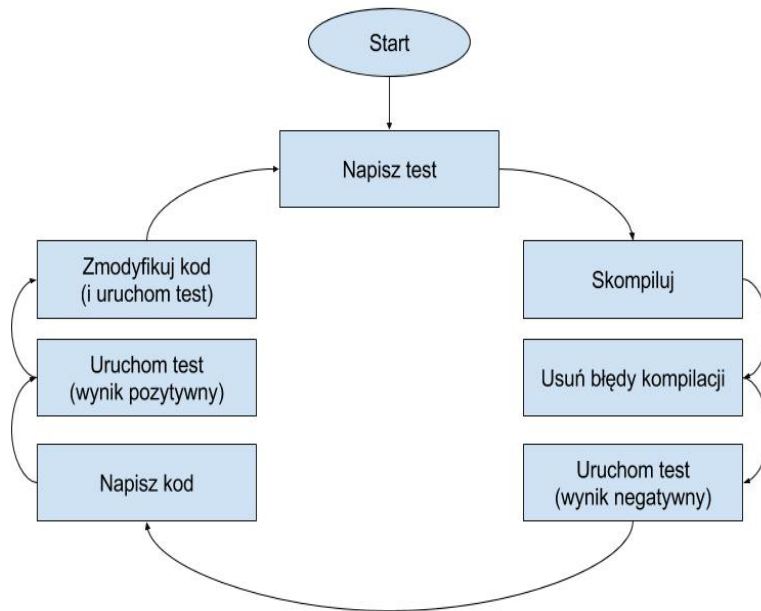 Start
Napisz test
Skompiluj
Usuń błędy kompilacji
Uruchom test
(wynik negatywny)
Napisz kod
Uruchom test
(wynik pozytywny)
Zmodyfikuj kod
(i uruchom test)